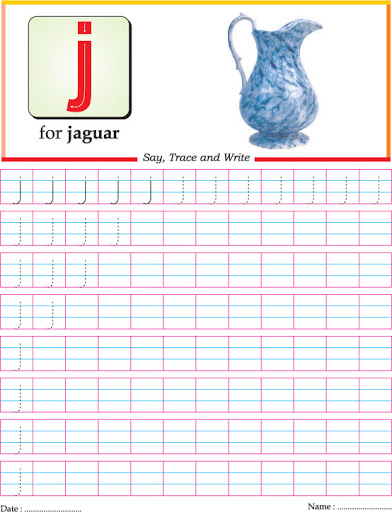 j
for jaguar
Say, Trace and Write
j j j j j j j j j j j j
j j j j
j j j
j j
j
j
j
j
Date : ............................
Name : ............................